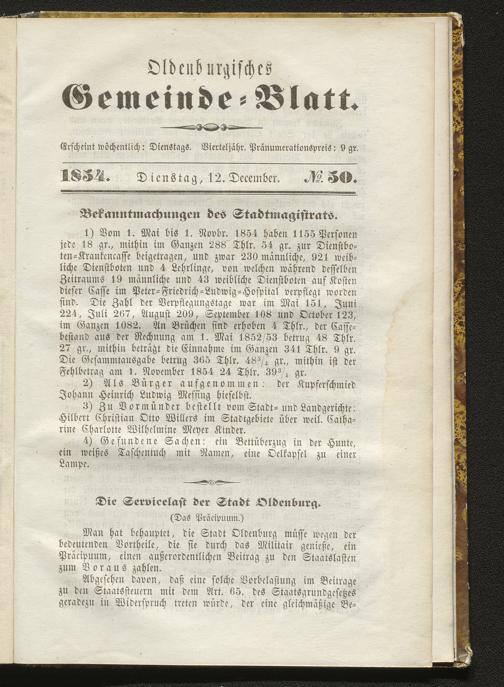 Oldenburgisches
Gemeinde-Blatt.
Erscheint wöchentlich: Dienstags. Vierteljähr. Pränumerationspreis: 9 gr.
1854. Dienstag, 12. December. № 50.
Bekanntmachungen des Stadtmagistrats.
1) Vom 1. Mai bis 1. Novbr. 1854 haben 1155 Personen
jede 18 gr., mithin im Ganzen 288 Thlr. 54 gr. zur Dienstbo-
ten-Krankencasse beigetragen, und zwar 230 männliche, 921 weib-
liche Dienstboten und 4 Lehrlinge, von welchen während desselben
Zeitraums 19 männliche und 43 weibliche Dienstboten auf Kosten
dieser Casse im Peter-Friedrich-Ludwig-Hospital verpflegt worden
sind. Die Zahl der Verpflegungstage war im Mai 151, Juni
224, Juli 267, August 209, September 108 und October 123,
im Ganzen 1082. An Brüchen sind erhoben 4 Thlr., der Casse-
bestand aus der Rechnung am 1. Mai 1852/53 betrug 48 Thlr.
27 gr., mithin beträgt die Einnahme im Ganzen 341 Thlr. 9 gr.
Die Gesammtausgabe betrug 365 Thlr. 48¾ gr., mithin ist der
Fehlbetrag am 1. November 1854 24 Thlr. 39¾ gr.
2) Als Bürger aufgenommen: der Kupferschmied
Johann Heinrich Ludwig Messing hieselbst.
3) Zu Vormünder bestellt vom Stadt- und Landgerichte:
Hilbert Christian Otto Willers im Stadtgebiete über weil. Catha-
rine Charlotte Wilhelmine Meyer Kinder.
4) Gefundene Sachen: ein Bettüberzug in der Hunte,
ein weißes Taschentuch mit Namen, eine Oelkapsel zu einer
Lampe.
Die Servicelast der Stadt Oldenburg.
(Das Präcipuum.)
Man hat behauptet, die Stadt Oldenburg müsse wegen der
bedeutenden Vortheile, die sie durch das Militair genieße, ein
Präcipuum, einen außerordentlichen Beitrag zu den Staatslasten
zum Voraus zahlen.
Abgesehen davon, daß eine solche Vorbelastung im Beitrage
zu den Staatssteuern mit dem Art. 65. des Staatsgrundgesetzes
geradezu in Widerspruch treten würde, der eine gleichmäßige Be-